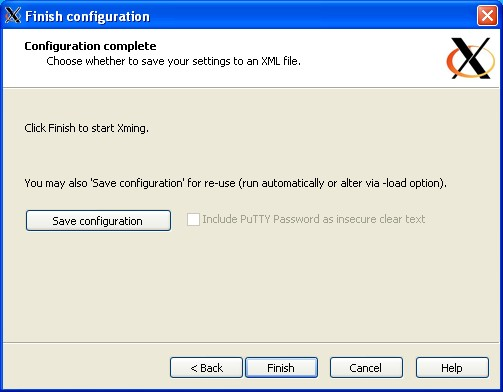 Finish configuration
Configuration complete
Choose whether to save your settings to an XML file.
Click Finish to start Xming.
You may also 'Save configuration' for re-use (run automatically or alter via -load option).
Save configuration
Include PuTTY Password as insecure clear text
< Back
Finish
Cancel
Help